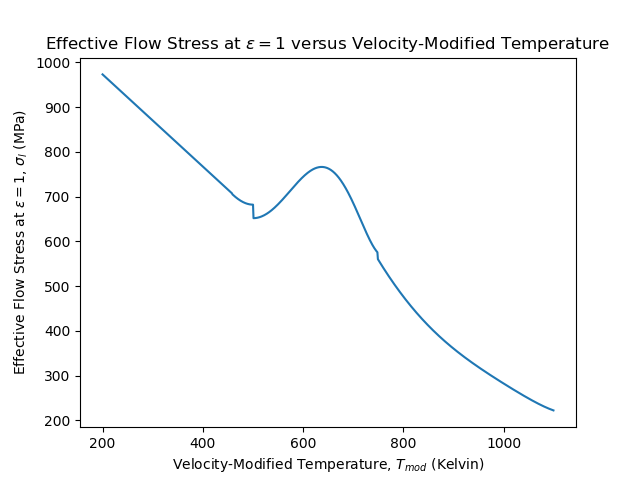 Effective Flow Stress at ε = 1 versus Velocity-Modified Temperature
1000
900
800
700
600
500
400
300
200
Effective Flow Stress at ε = 1, σ_l (MPa)
200 400 600 800 1000
Velocity-Modified Temperature, T_mod (Kelvin)